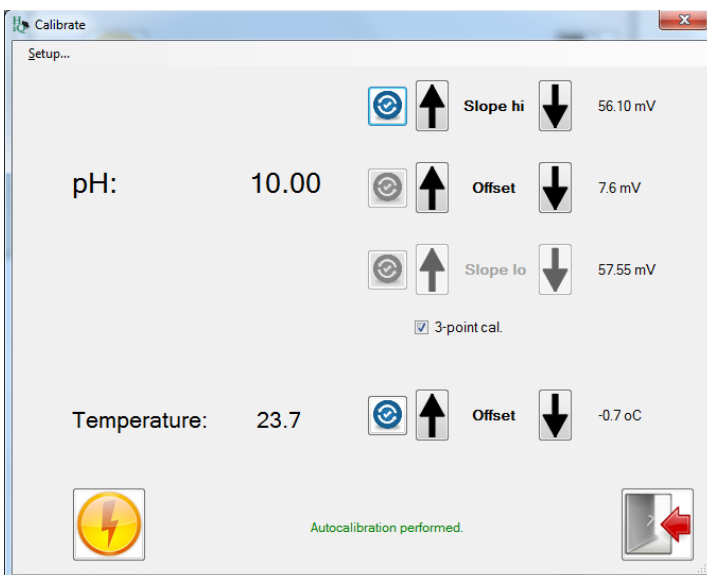 H
iQ Calibrate
Setup...
Slope hi 56.10 mV
pH: 10.00 Offset 7.6 mV
Slope lo 57.55 mV
3-point cal.
Temperature: 23.7 Offset -0.7 oC
Autocalibration performed.